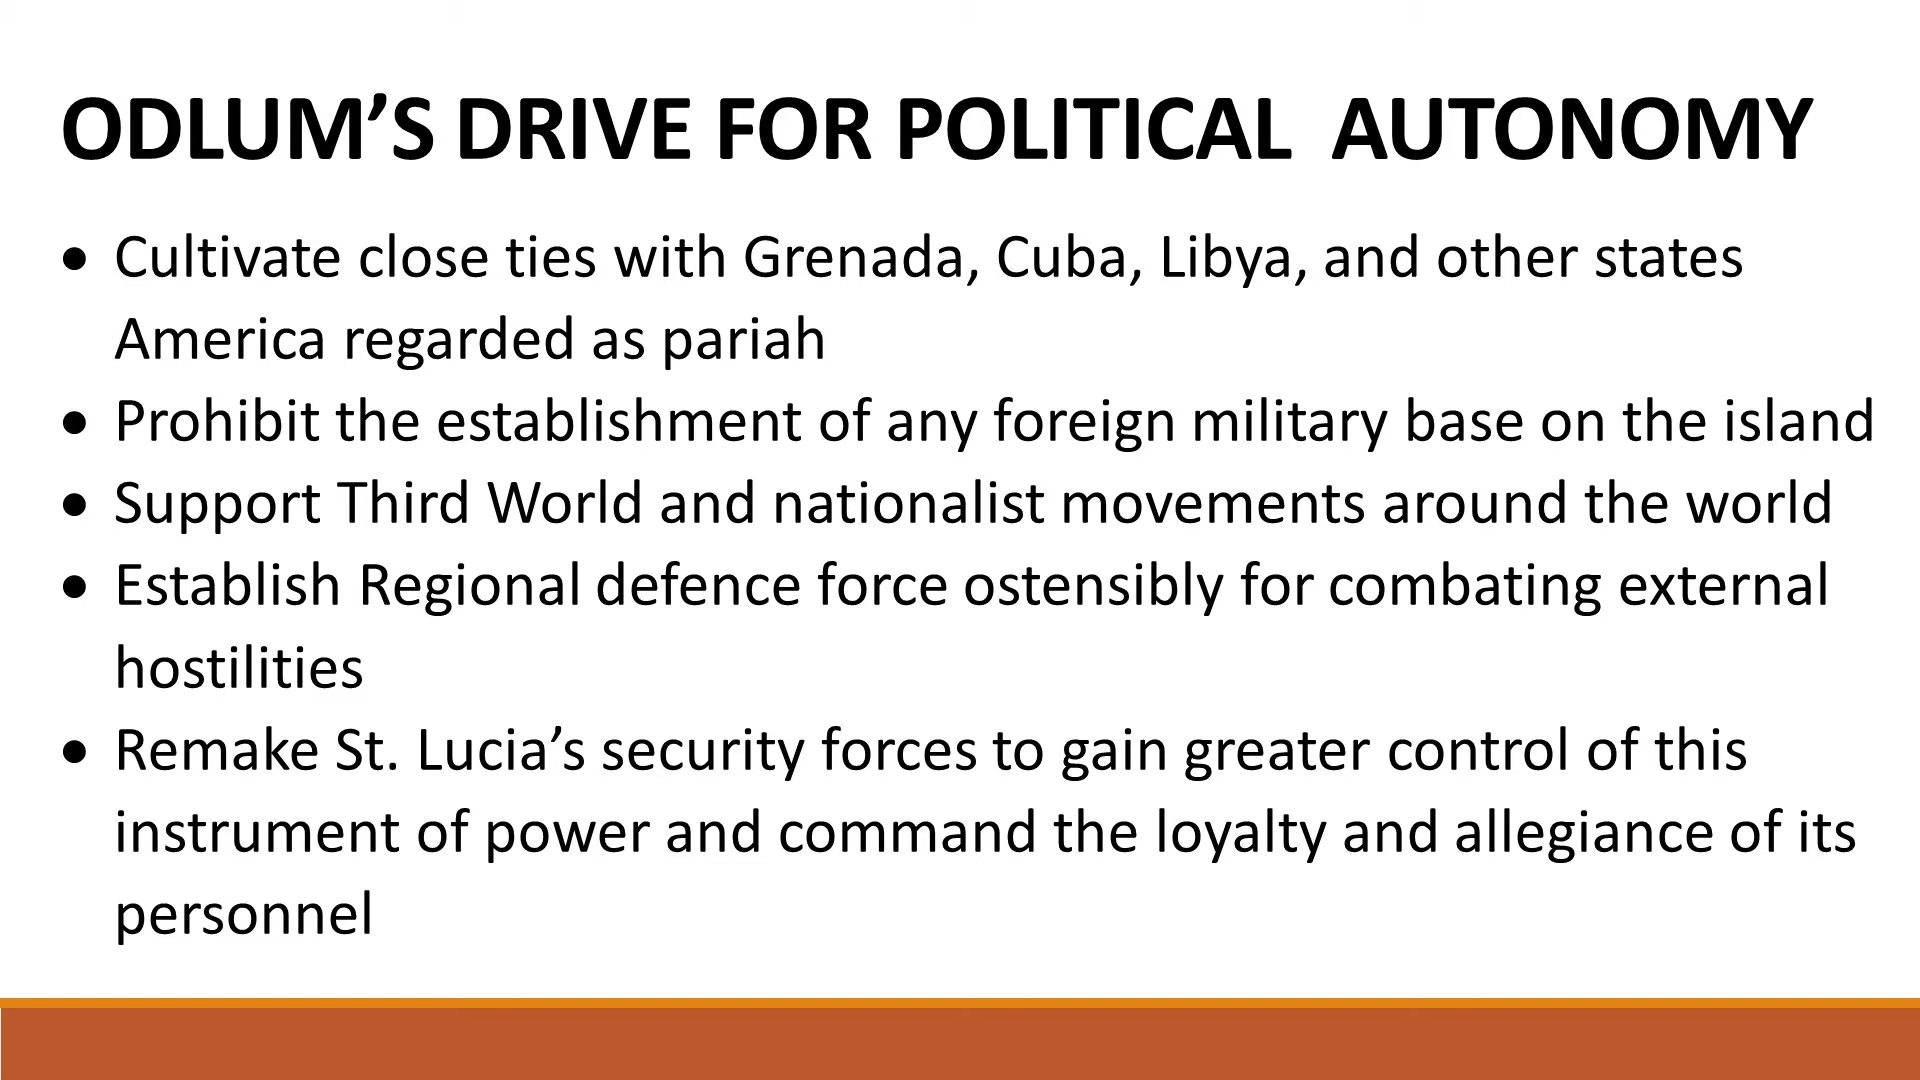 ODLUM’S DRIVE FOR POLITICAL  AUTONOMY
• Cultivate close ties with Grenada, Cuba, Libya, and other states
America regarded as pariah
• Prohibit the establishment of any foreign military base on the island
• Support Third World and nationalist movements around the world
• Establish Regional defence force ostensibly for combating external
hostilities
• Remake St. Lucia’s security forces to gain greater control of this
instrument of power and command the loyalty and allegiance of its
personnel